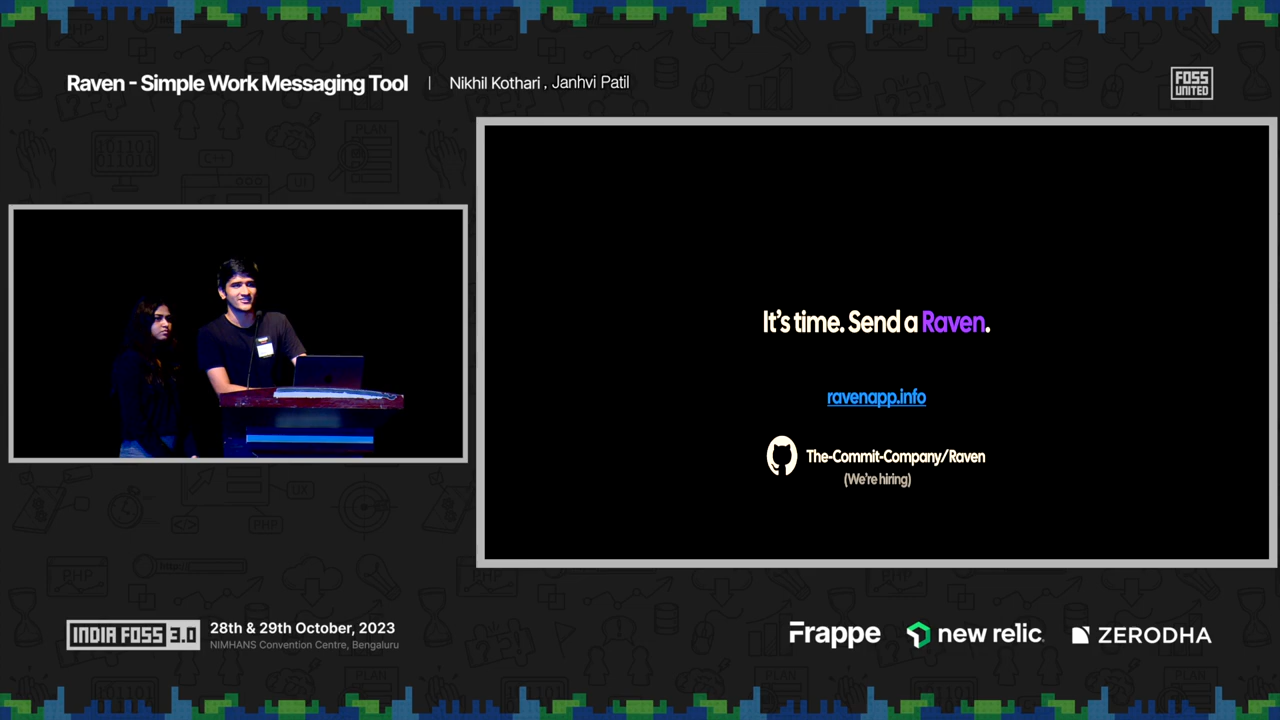 Raven - Simple Work Messaging Tool | Nikhil Kothari , Janhvi Patil
FOSS
UNITED
It's time. Send a Raven.
ravenapp.info
The-Commit-Company/Raven
(We're hiring)
INDIA FOSS 3.0
28th & 29th October, 2023
NIMHANS Convention Centre, Bengaluru
Frappe
new relic
ZERODHA